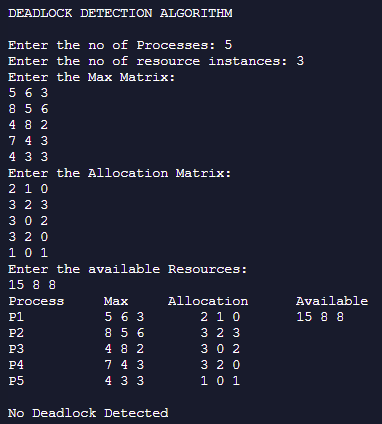 DEADLOCK DETECTION ALGORITHM
Enter the no of Processes: 5
Enter the no of resource instances: 3
Enter the Max Matrix:
5 6 3
8 5 6
4 8 2
7 4 3
4 3 3
Enter the Allocation Matrix:
2 1 0
3 2 3
3 0 2
3 2 0
1 0 1
Enter the available Resources:
15 8 8
Process Max Allocation Available
P1 5 6 3 2 1 0 15 8 8
P2 8 5 6 3 2 3
P3 4 8 2 3 0 2
P4 7 4 3 3 2 0
P5 4 3 3 1 0 1
No Deadlock Detected